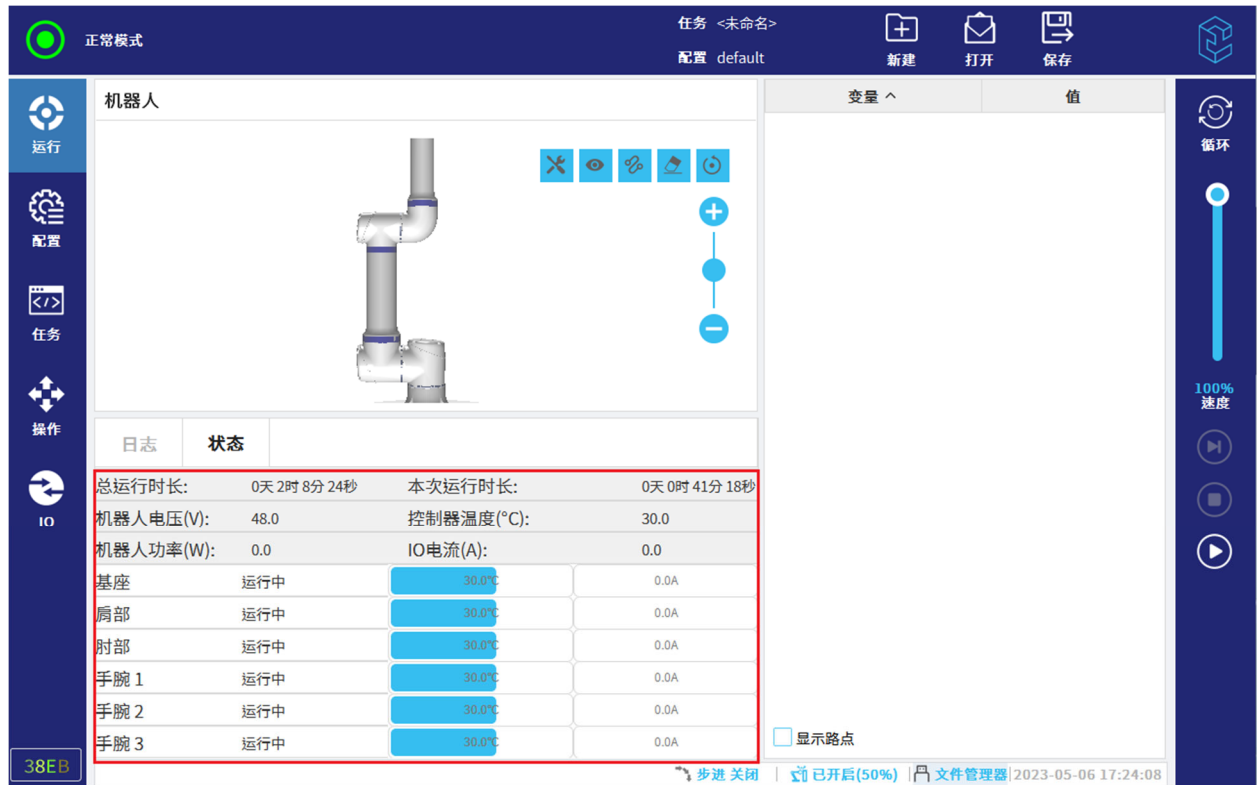 正常模式
任务 <未命名>
配置 default
新建 打开 保存
运行
配置
任务
操作
IO
38EB
机器人
日志 状态
总运行时长: 0天 2时 8分 24秒 本次运行时长: 0天 0时 41分 18秒
机器人电压(V): 48.0 控制器温度(°C): 30.0
机器人功率(W): 0.0 IO电流(A): 0.0
基座 运行中 30.0°C 0.0A
肩部 运行中 30.0°C 0.0A
肘部 运行中 30.0°C 0.0A
手腕 1 运行中 30.0°C 0.0A
手腕 2 运行中 30.0°C 0.0A
手腕 3 运行中 30.0°C 0.0A
变量 值
显示路点
循环
100%
速度
步进 关闭 | 已开启(50%) | 文件管理器 | 2023-05-06 17:24:08